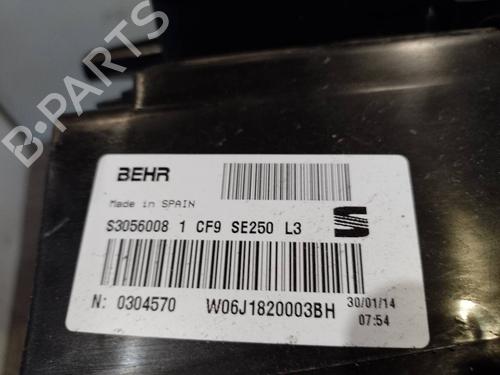 B-PARTS
BEHR
Made in SPAIN
S3056008 1 CF9 SE250 L3
N: 0304570 W06J1820003BH 30/01/14
07:54